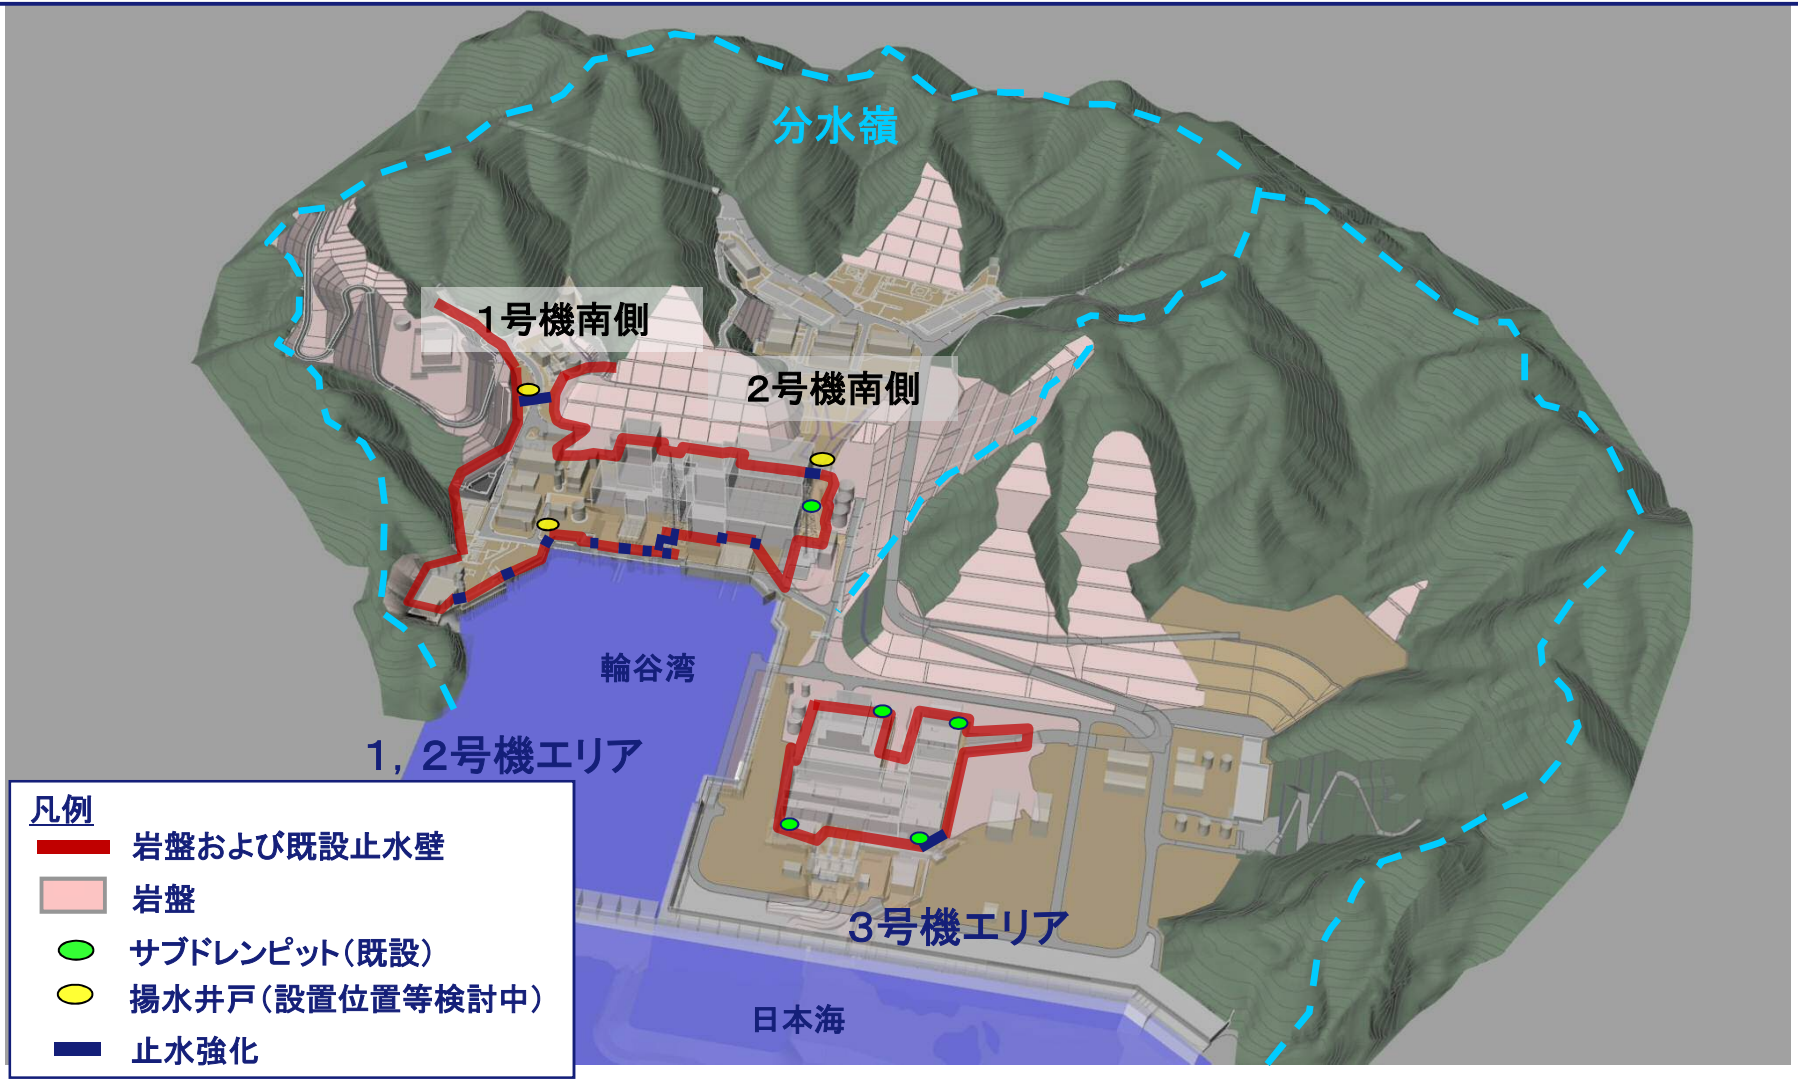 分水嶺
1号機南側
2号機南側
輪谷湾
1,2号機エリア
3号機エリア
日本海
凡例
岩盤および既設止水壁
岩盤
サブドレンピット(既設)
揚水井戸(設置位置等検討中)
止水強化